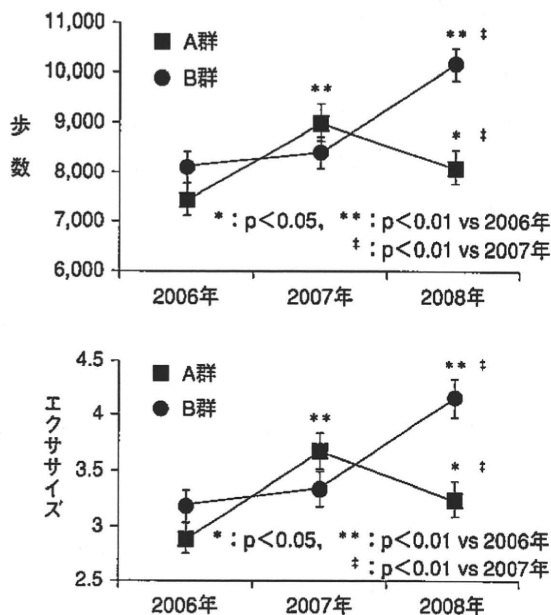 11,000
10,000
9,000
8,000
7,000
6,000
歩数
■ A群
● B群
** ‡
**
* ‡
*：p＜0.05, **：p＜0.01 vs 2006年
‡：p＜0.01 vs 2007年
2006年 2007年 2008年
4.5
4
3.5
3
2.5
エクササイズ
■ A群
● B群
** ‡
**
* ‡
*：p＜0.05, **：p＜0.01 vs 2006年
‡：p＜0.01 vs 2007年
2006年 2007年 2008年